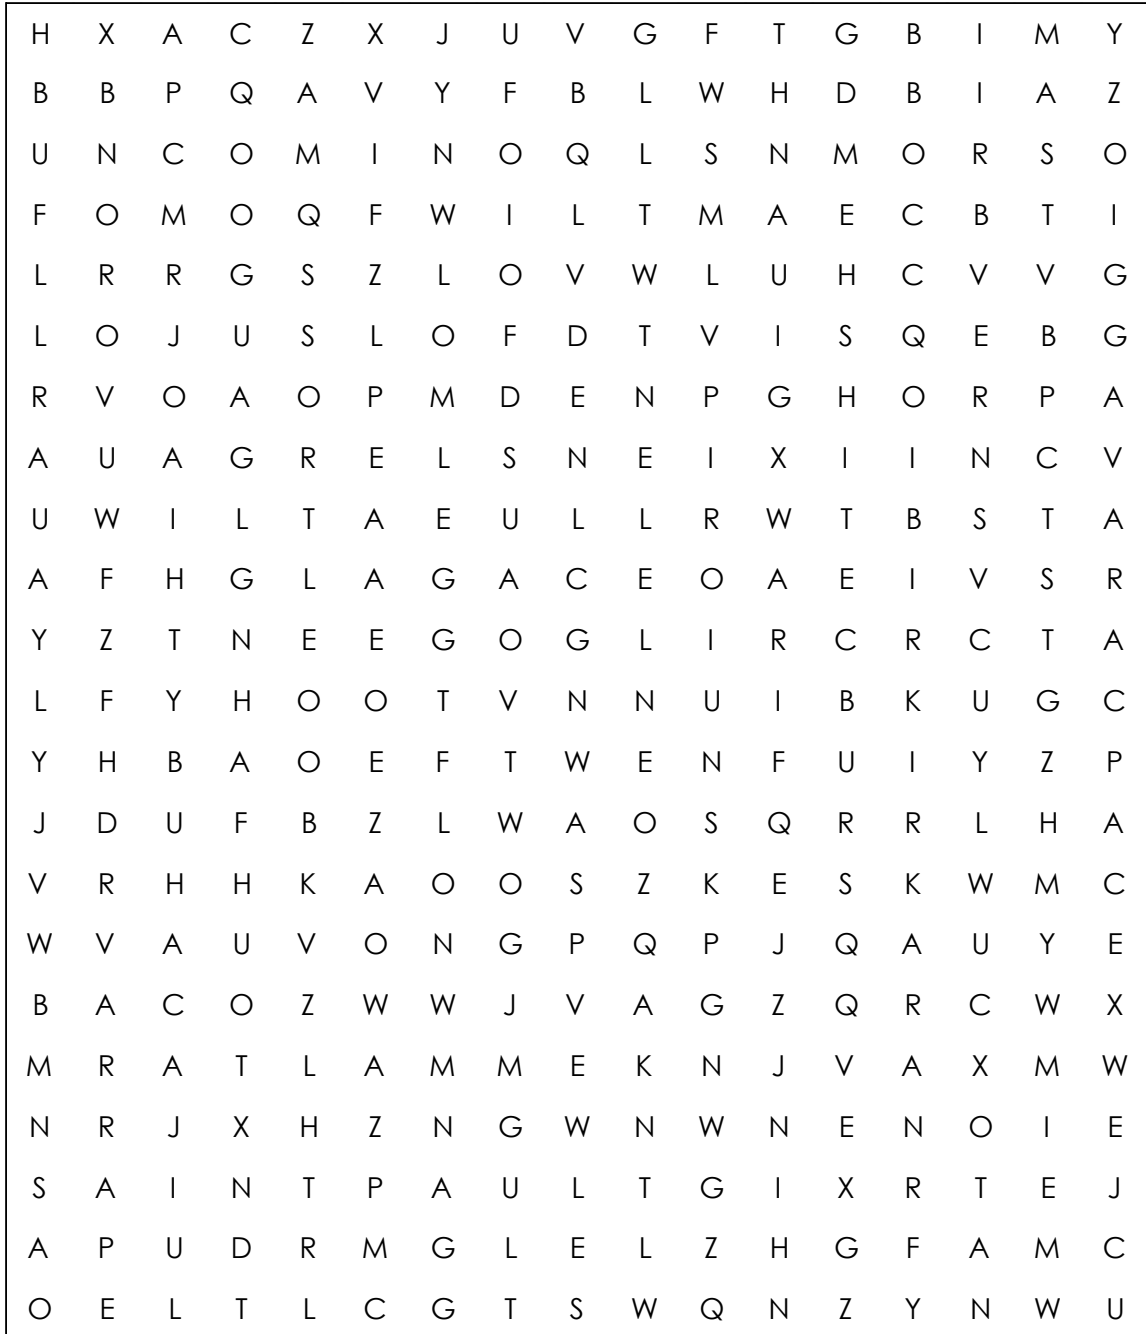 H X A C Z X J U V G F T G B I M Y
B B P Q A V Y F B L W H D B I A Z
U N C O M I N O Q L S N M O R S O
F O M O Q F W I L T M A E C B T I
L R R G S Z L O V W L U H C V V G
L O J U S L O F D T V I S Q E B G
R V O A O P M D E N P G H O R P A
A U A G R E L S N E I X I I N C V
U W I L T A E U L L R W T B S T A
A F H G L A G A C E O A E I V S R
Y Z T N E E G O G L I R C R C T A
L F Y H O O T V N N U I B K U G C
Y H B A O E F T W E N F U I Y Z P
J D U F B Z L W A O S Q R R L H A
V R H H K A O O S Z K E S K W M C
W V A U V O N G P Q P J Q A U Y E
B A C O Z W W J V A G Z Q R C W X
M R A T L A M M E K N J V A X M W
N R J X H Z N G W N W N E N O I E
S A I N T P A U L T G I X R T E J
A P U D R M G L E L Z H G F A M C
O E L T L C G T S W Q N Z Y N W U